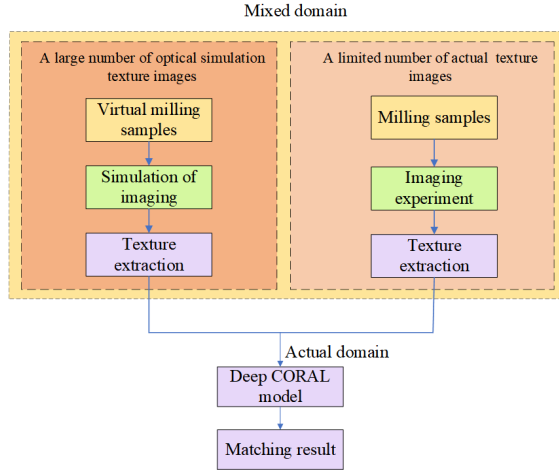 Mixed domain
A large number of optical simulation
texture images
Virtual milling
samples
Simulation of
imaging
Texture
extraction
A limited number of actual texture
images
Milling samples
Imaging
experiment
Texture
extraction
Actual domain
Deep CORAL
model
Matching result